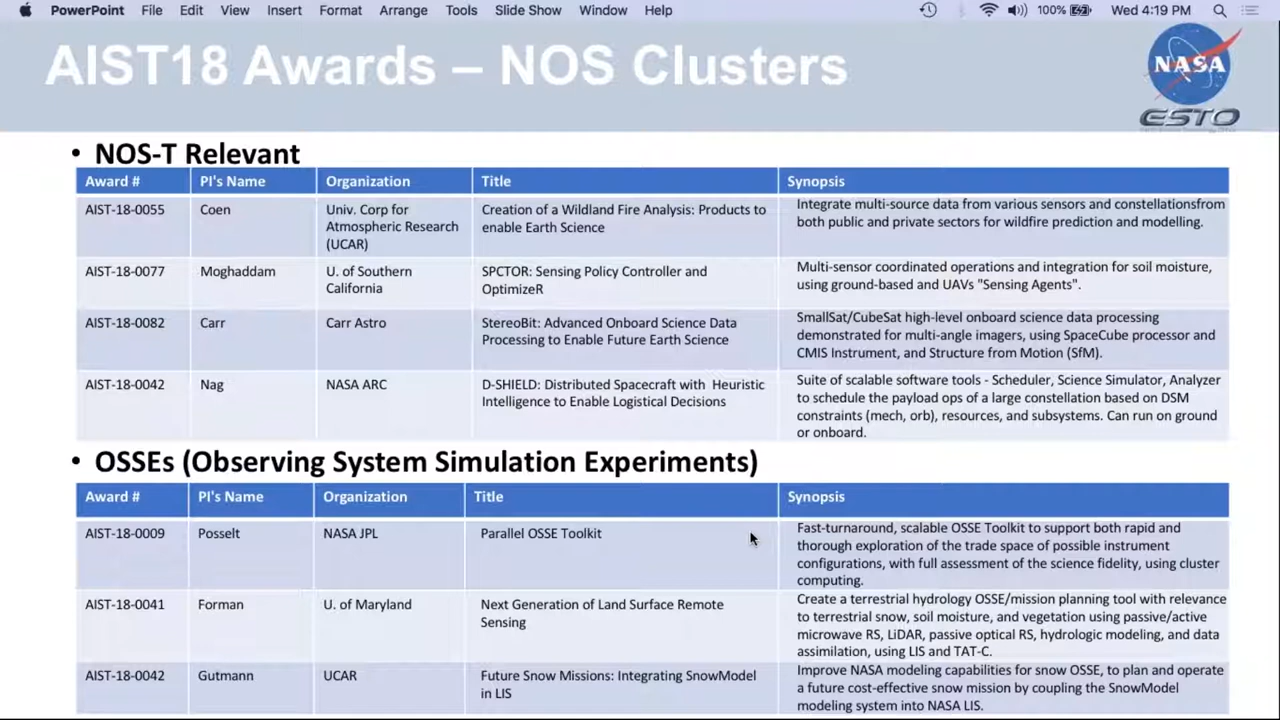 PowerPoint File Edit View Insert Format Arrange Tools Slide Show Window Help 100% Wed 4:19 PM
AIST18 Awards – NOS Clusters
NASA
ESTO
• NOS-T Relevant
Award # PI's Name Organization Title Synopsis
AIST-18-0055 Coen Univ. Corp for Atmospheric Research (UCAR) Creation of a Wildland Fire Analysis: Products to enable Earth Science Integrate multi-source data from various sensors and constellationsfrom both public and private sectors for wildfire prediction and modelling.
AIST-18-0077 Moghaddam U. of Southern California SPCTOR: Sensing Policy Controller and OptimizeR Multi-sensor coordinated operations and integration for soil moisture, using ground-based and UAVs "Sensing Agents".
AIST-18-0082 Carr Carr Astro StereoBit: Advanced Onboard Science Data Processing to Enable Future Earth Science SmallSat/CubeSat high-level onboard science data processing demonstrated for multi-angle imagers, using SpaceCube processor and CMIS Instrument, and Structure from Motion (SfM).
AIST-18-0042 Nag NASA ARC D-SHIELD: Distributed Spacecraft with Heuristic Intelligence to Enable Logistical Decisions Suite of scalable software tools - Scheduler, Science Simulator, Analyzer to schedule the payload ops of a large constellation based on DSM constraints (mech, orb), resources, and subsystems. Can run on ground or onboard.
• OSSEs (Observing System Simulation Experiments)
Award # PI's Name Organization Title Synopsis
AIST-18-0009 Posselt NASA JPL Parallel OSSE Toolkit Fast-turnaround, scalable OSSE Toolkit to support both rapid and thorough exploration of the trade space of possible instrument configurations, with full assessment of the science fidelity, using cluster computing.
AIST-18-0041 Forman U. of Maryland Next Generation of Land Surface Remote Sensing Create a terrestrial hydrology OSSE/mission planning tool with relevance to terrestrial snow, soil moisture, and vegetation using passive/active microwave RS, LiDAR, passive optical RS, hydrologic modeling, and data assimilation, using LIS and TAT-C.
AIST-18-0042 Gutmann UCAR Future Snow Missions: Integrating SnowModel in LIS Improve NASA modeling capabilities for snow OSSE, to plan and operate a future cost-effective snow mission by coupling the SnowModel modeling system into NASA LIS.